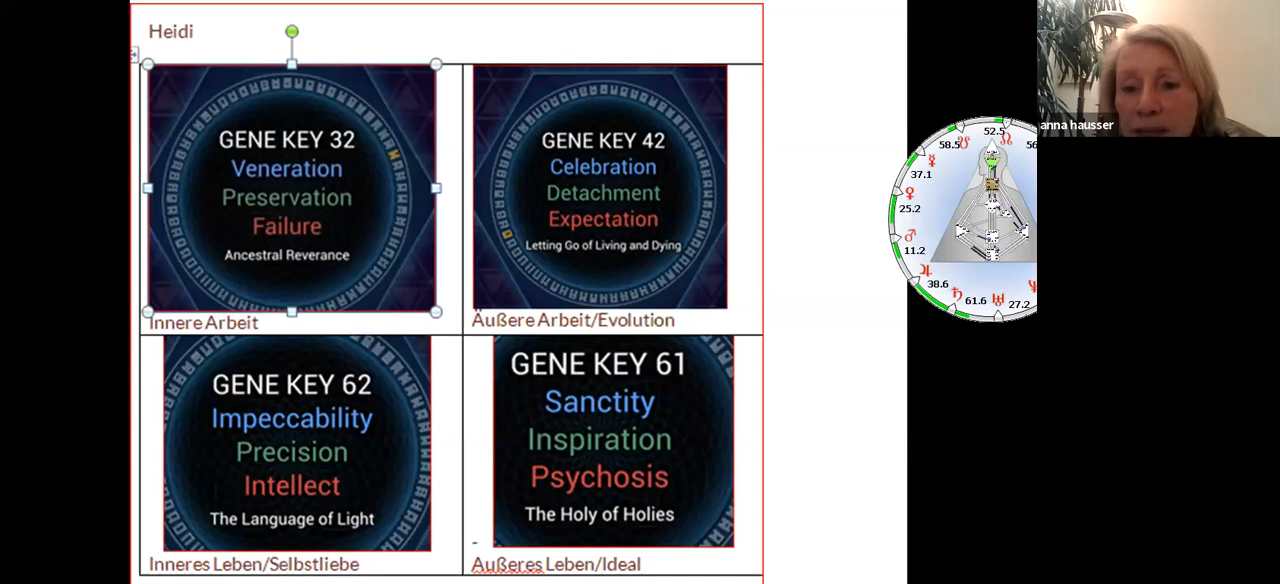 Heidi
GENE KEY 32
Veneration
Preservation
Failure
Ancestral Reverance
Innere Arbeit
GENE KEY 42
Celebration
Detachment
Expectation
Letting Go of Living and Dying
Äußere Arbeit/Evolution
GENE KEY 62
Impeccability
Precision
Intellect
The Language of Light
Inneres Leben/Selbstliebe
GENE KEY 61
Sanctity
Inspiration
Psychosis
The Holy of Holies
-
Äußeres Leben/Ideal
anna hausser
52.5
58.5
56
37.1
25.2
11.2
38.6
61.6
27.2